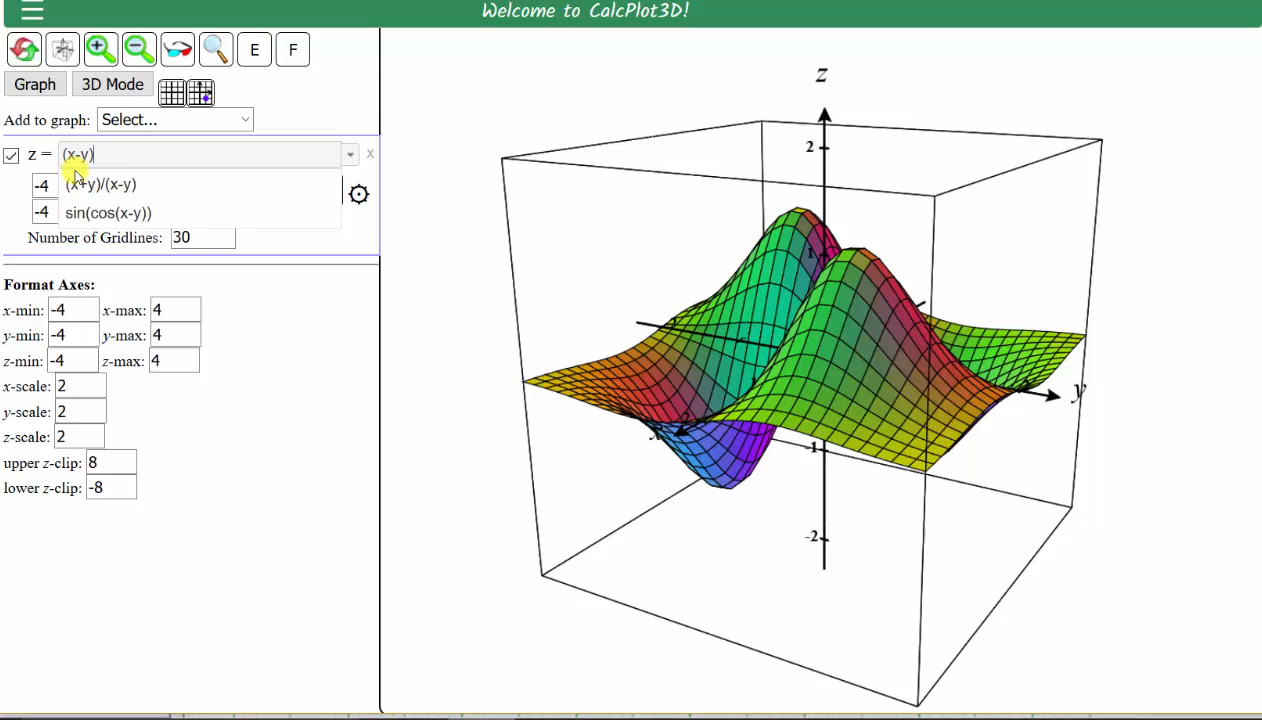 Welcome to CalcPlot3D!
E F
Graph 3D Mode
Add to graph: Select...
z = (x-y) x
-4 (x+y)/(x-y)
-4 sin(cos(x-y))
Number of Gridlines: 30
Format Axes:
x-min: -4 x-max: 4
y-min: -4 y-max: 4
z-min: -4 z-max: 4
x-scale: 2
y-scale: 2
z-scale: 2
upper z-clip: 8
lower z-clip: -8
z
2
1
y
x
-1
-2